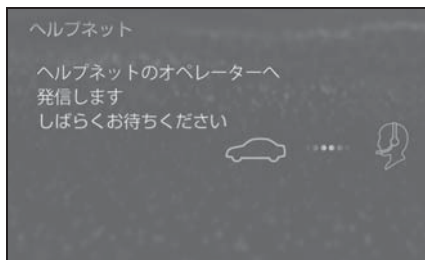 ヘルプネット
ヘルプネットのオペレーターへ
発信します
しばらくお待ちください